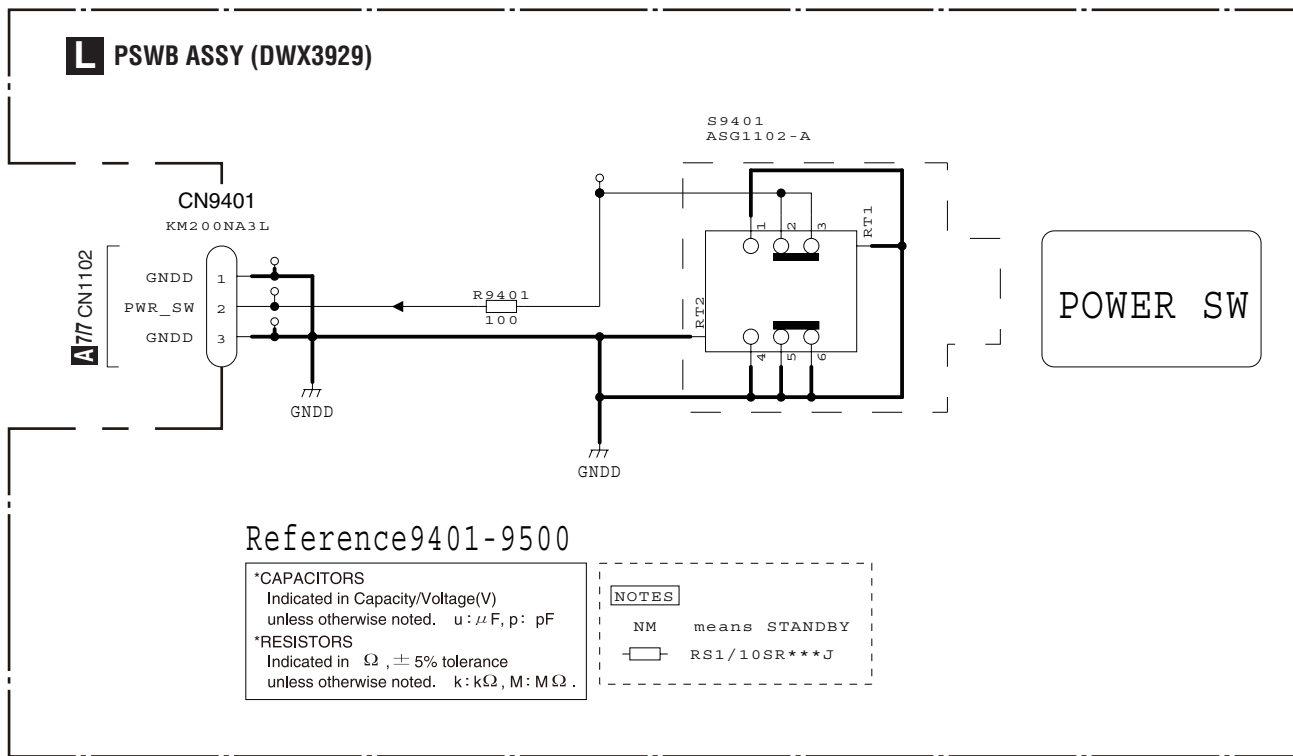 L PSWB ASSY (DWX3929)
S9401
ASG1102-A
CN9401
KM200NA3L
A 7/7 CN1102
GNDD 1
PWR_SW 2
GNDD 3
R9401
100
1 2 3
RT1
RT2
4 5 6
GNDD
GNDD
POWER SW
Reference9401-9500
*CAPACITORS
Indicated in Capacity/Voltage(V)
unless otherwise noted. u:μF, p: pF
*RESISTORS
Indicated in Ω, ± 5% tolerance
unless otherwise noted. k:kΩ, M:MΩ.
NOTES
NM means STANDBY
RS1/10SR***J